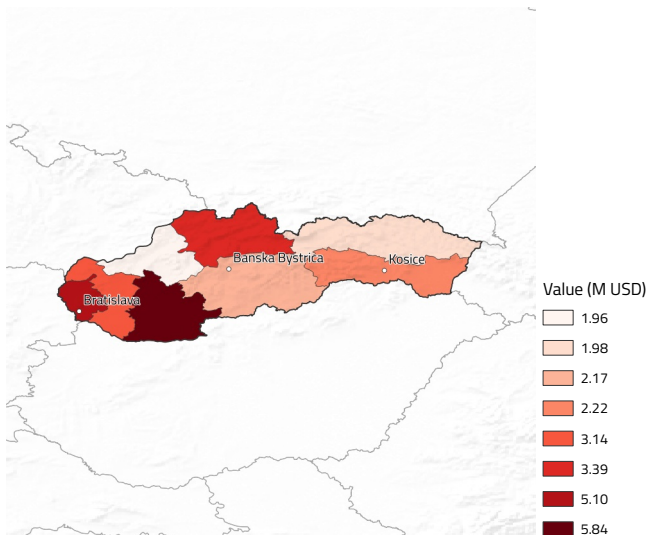 Banska Bystrica
Kosice
Bratislava
Value (M USD)
1.96
1.98
2.17
2.22
3.14
3.39
5.10
5.84